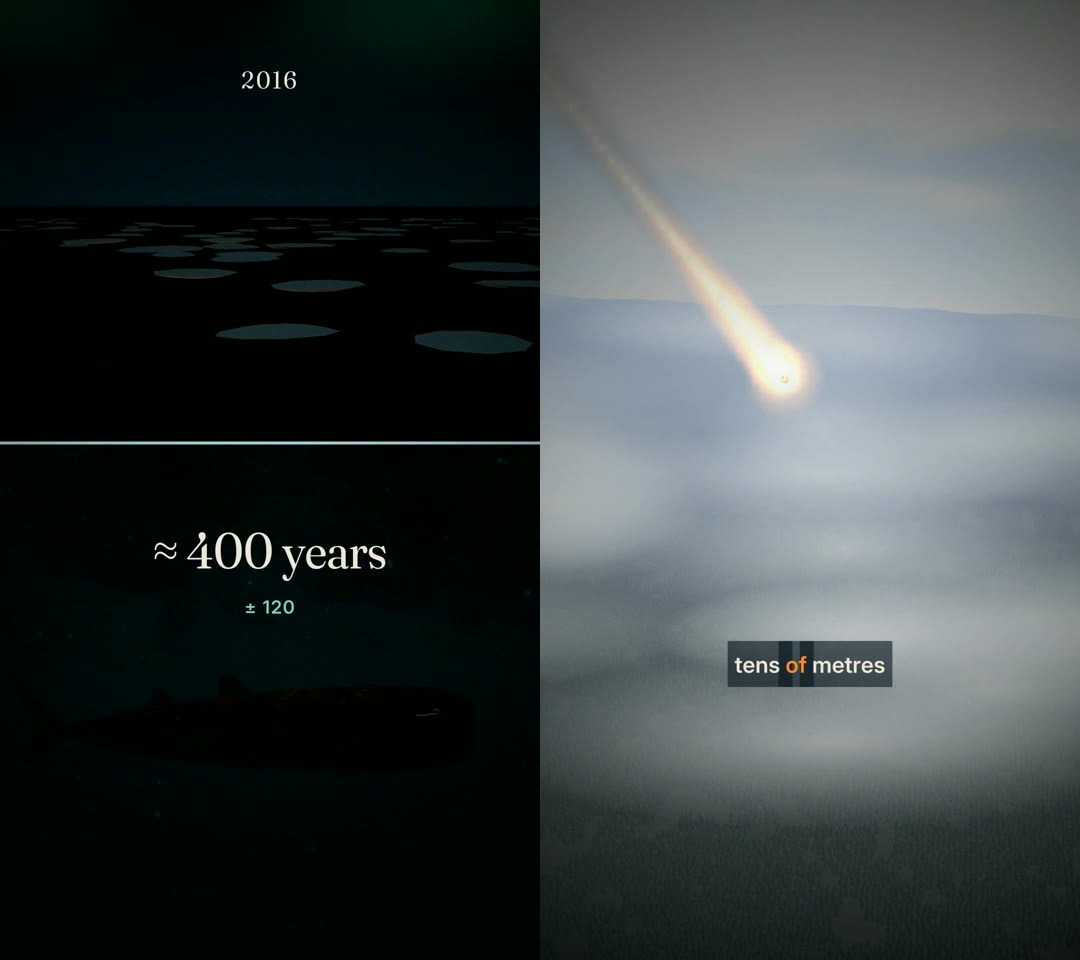 2016
≈ 400 years
± 120
tens of metres